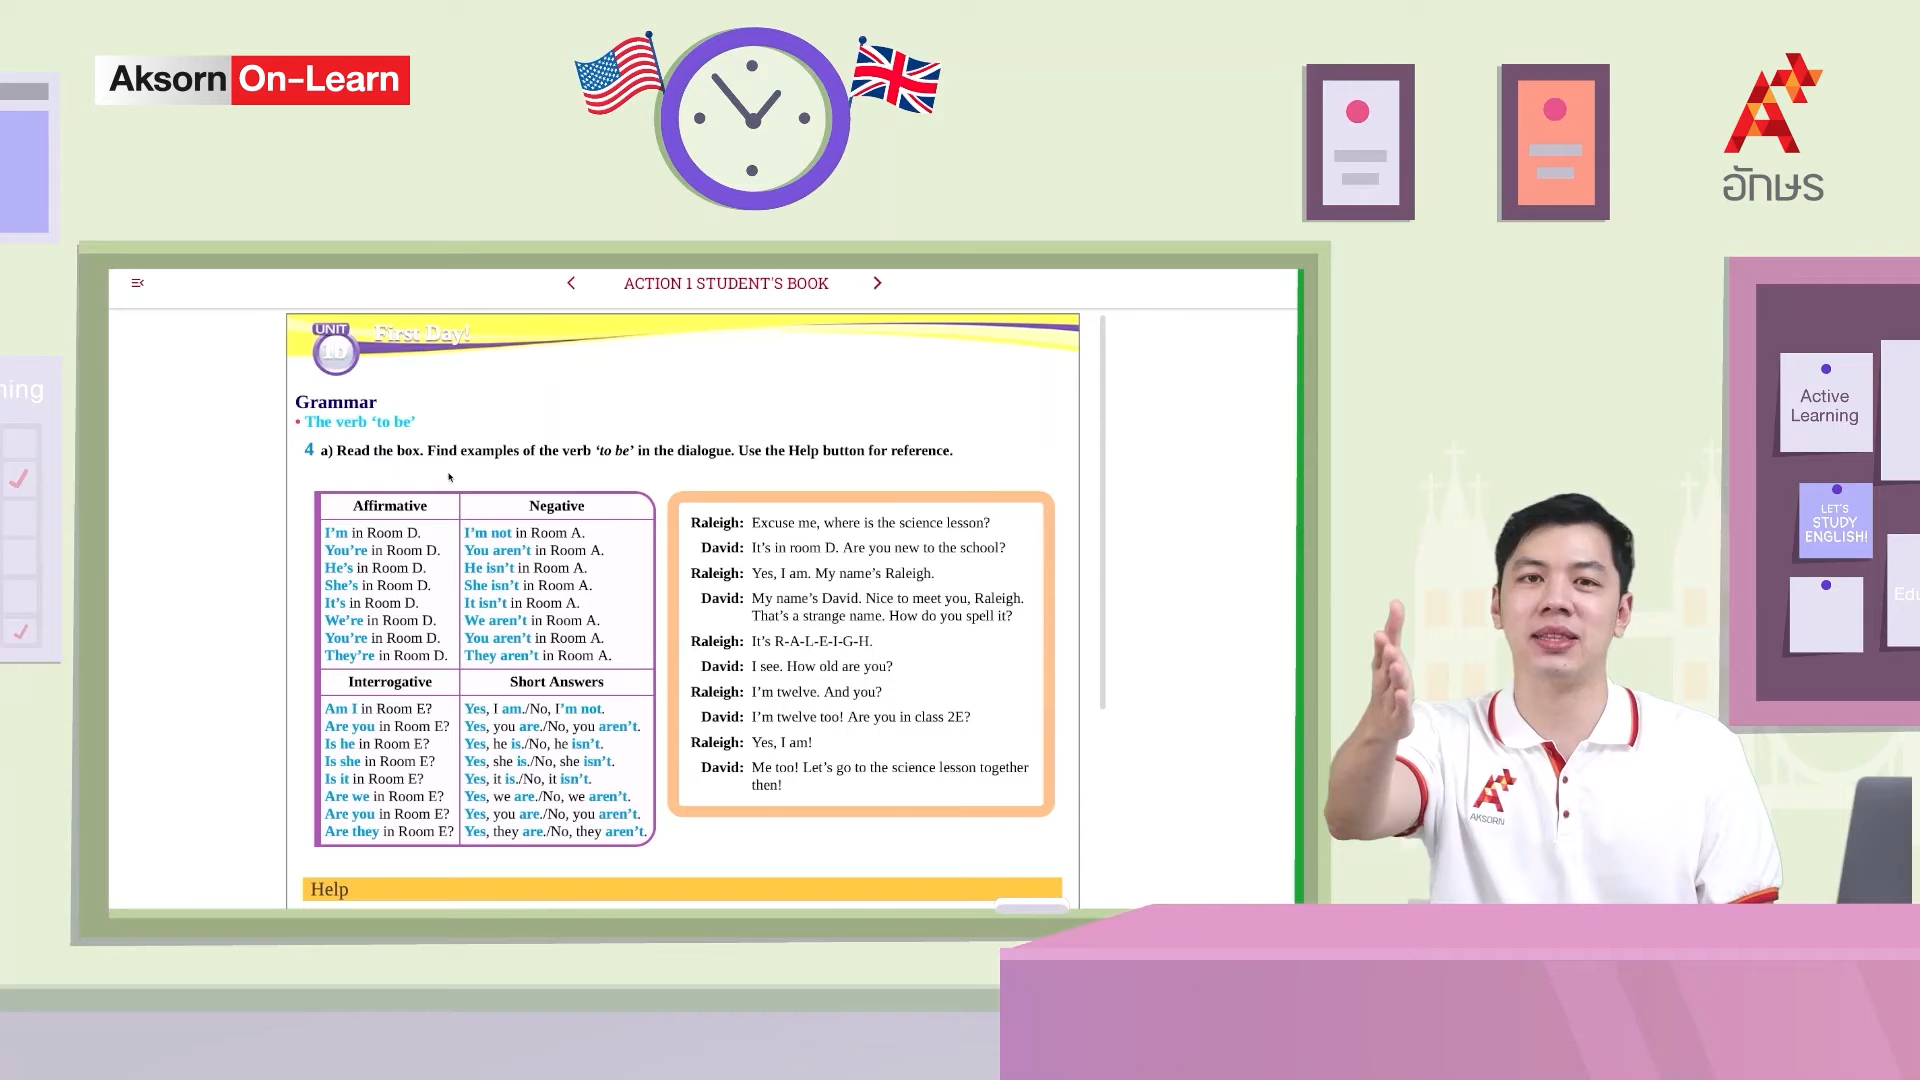 Aksorn On-Learn
อักษร
ning
ACTION 1 STUDENT'S BOOK
UNIT
1D
First Day!
Grammar
• The verb ‘to be’
4 a) Read the box. Find examples of the verb ‘to be’ in the dialogue. Use the Help button for reference.
Affirmative Negative
I’m in Room D. I’m not in Room A.
You’re in Room D. You aren’t in Room A.
He’s in Room D. He isn’t in Room A.
She’s in Room D. She isn’t in Room A.
It’s in Room D. It isn’t in Room A.
We’re in Room D. We aren’t in Room A.
You’re in Room D. You aren’t in Room A.
They’re in Room D. They aren’t in Room A.
Interrogative Short Answers
Am I in Room E? Yes, I am./No, I’m not.
Are you in Room E? Yes, you are./No, you aren’t.
Is he in Room E? Yes, he is./No, he isn’t.
Is she in Room E? Yes, she is./No, she isn’t.
Is it in Room E? Yes, it is./No, it isn’t.
Are we in Room E? Yes, we are./No, we aren’t.
Are you in Room E? Yes, you are./No, you aren’t.
Are they in Room E? Yes, they are./No, they aren’t.
Raleigh: Excuse me, where is the science lesson?
David: It’s in room D. Are you new to the school?
Raleigh: Yes, I am. My name’s Raleigh.
David: My name’s David. Nice to meet you, Raleigh.
That’s a strange name. How do you spell it?
Raleigh: It’s R-A-L-E-I-G-H.
David: I see. How old are you?
Raleigh: I’m twelve. And you?
David: I’m twelve too! Are you in class 2E?
Raleigh: Yes, I am!
David: Me too! Let’s go to the science lesson together
then!
Help
Active
Learning
LET'S
STUDY
ENGLISH!
Edu
AKSORN